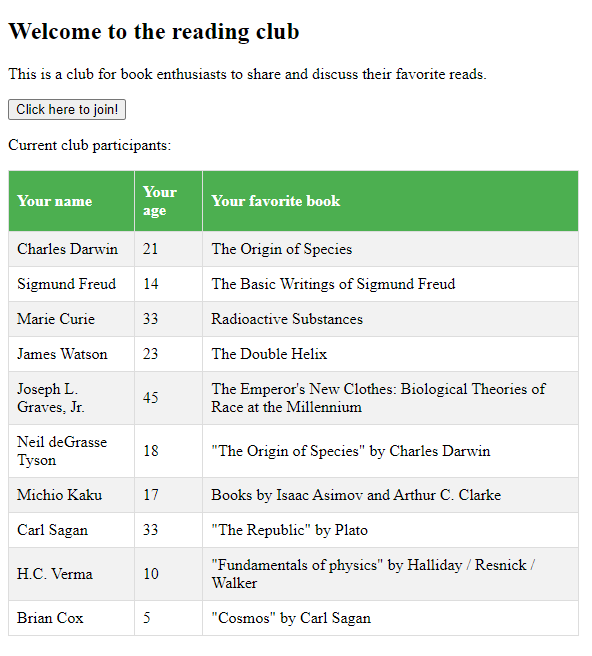 Welcome to the reading club
This is a club for book enthusiasts to share and discuss their favorite reads.
Click here to join!
Current club participants:
Your name Your age Your favorite book
Charles Darwin 21 The Origin of Species
Sigmund Freud 14 The Basic Writings of Sigmund Freud
Marie Curie 33 Radioactive Substances
James Watson 23 The Double Helix
Joseph L. Graves, Jr. 45 The Emperor's New Clothes: Biological Theories of Race at the Millennium
Neil deGrasse Tyson 18 "The Origin of Species" by Charles Darwin
Michio Kaku 17 Books by Isaac Asimov and Arthur C. Clarke
Carl Sagan 33 "The Republic" by Plato
H.C. Verma 10 "Fundamentals of physics" by Halliday / Resnick / Walker
Brian Cox 5 "Cosmos" by Carl Sagan